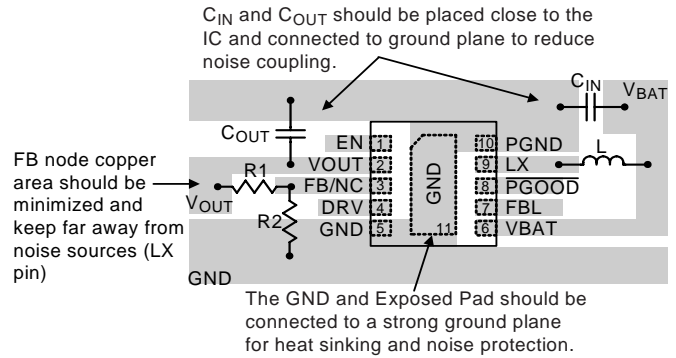 CIN and COUT should be placed close to the
IC and connected to ground plane to reduce
noise coupling.
CIN
VBAT
COUT
L
EN 1
10 PGND
VOUT 2
9 LX
FB/NC 3
8 PGOOD
DRV 4
7 FBL
GND 5
6 VBAT
GND
11
R1
R2
VOUT
FB node copper
area should be
minimized and
keep far away from
noise sources (LX
pin)
GND
The GND and Exposed Pad should be
connected to a strong ground plane
for heat sinking and noise protection.